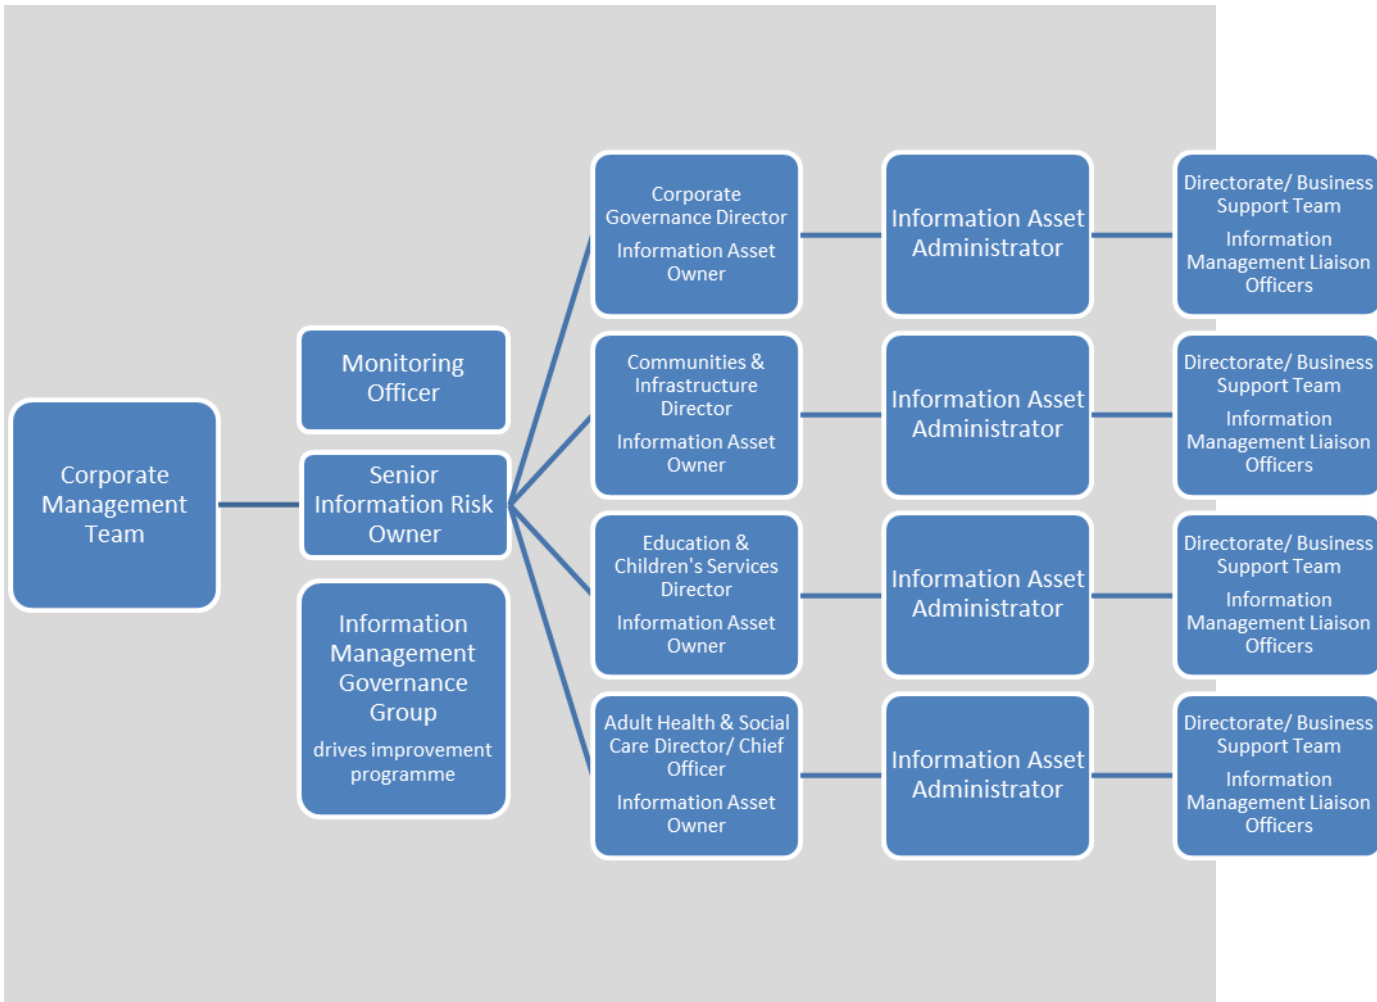 Corporate
Management
Team
Monitoring
Officer
Senior
Information Risk
Owner
Information
Management
Governance
Group
drives improvement
programme
Corporate
Governance Director
Information Asset
Owner
Information Asset
Administrator
Directorate/ Business
Support Team
Information
Management Liaison
Officers
Communities &
Infrastructure
Director
Information Asset
Owner
Information Asset
Administrator
Directorate/ Business
Support Team
Information
Management Liaison
Officers
Education &
Children's Services
Director
Information Asset
Owner
Information Asset
Administrator
Directorate/ Business
Support Team
Information
Management Liaison
Officers
Adult Health & Social
Care Director/ Chief
Officer
Information Asset
Owner
Information Asset
Administrator
Directorate/ Business
Support Team
Information
Management Liaison
Officers